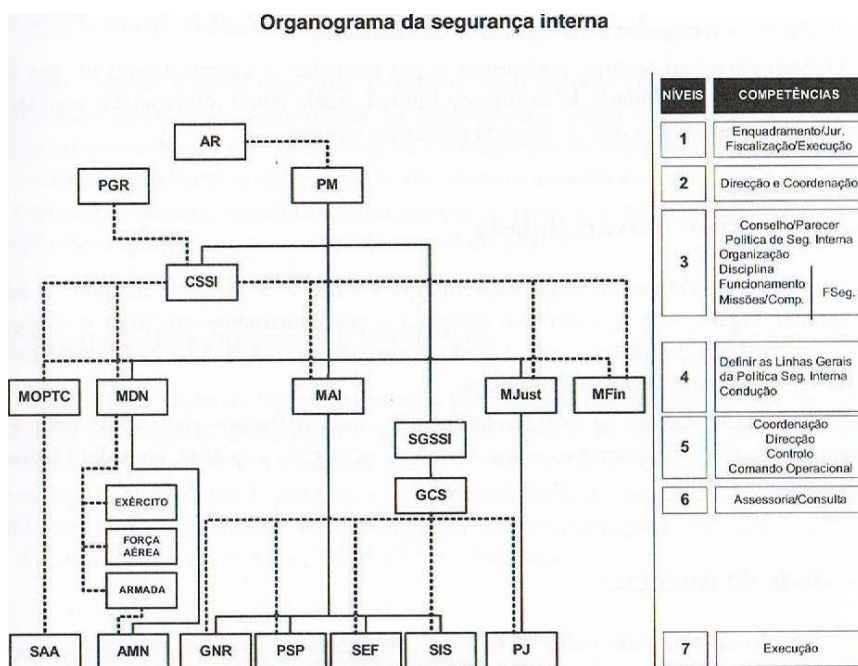 Organograma da segurança interna
NÍVEIS COMPETÊNCIAS
AR
PGR
PM
CSSI
MOPTC
MDN
MAI
MJust
MFin
SGSSI
GCS
EXÉRCITO
FORÇA
AÉREA
ARMADA
SAA
AMN
GNR
PSP
SEF
SIS
PJ
1
Enquadramento/Jur.
Fiscalização/Execução
2
Direcção e Coordenação
3
Conselho/Parecer
Política de Seg. Interna
Organização
Disciplina
Funcionamento
Missões/Comp.
FSeg.
4
Definir as Linhas Gerais
da Política Seg. Interna
Condução
5
Coordenação
Direcção
Controlo
Comando Operacional
6
Assessoria/Consulta
7
Execução